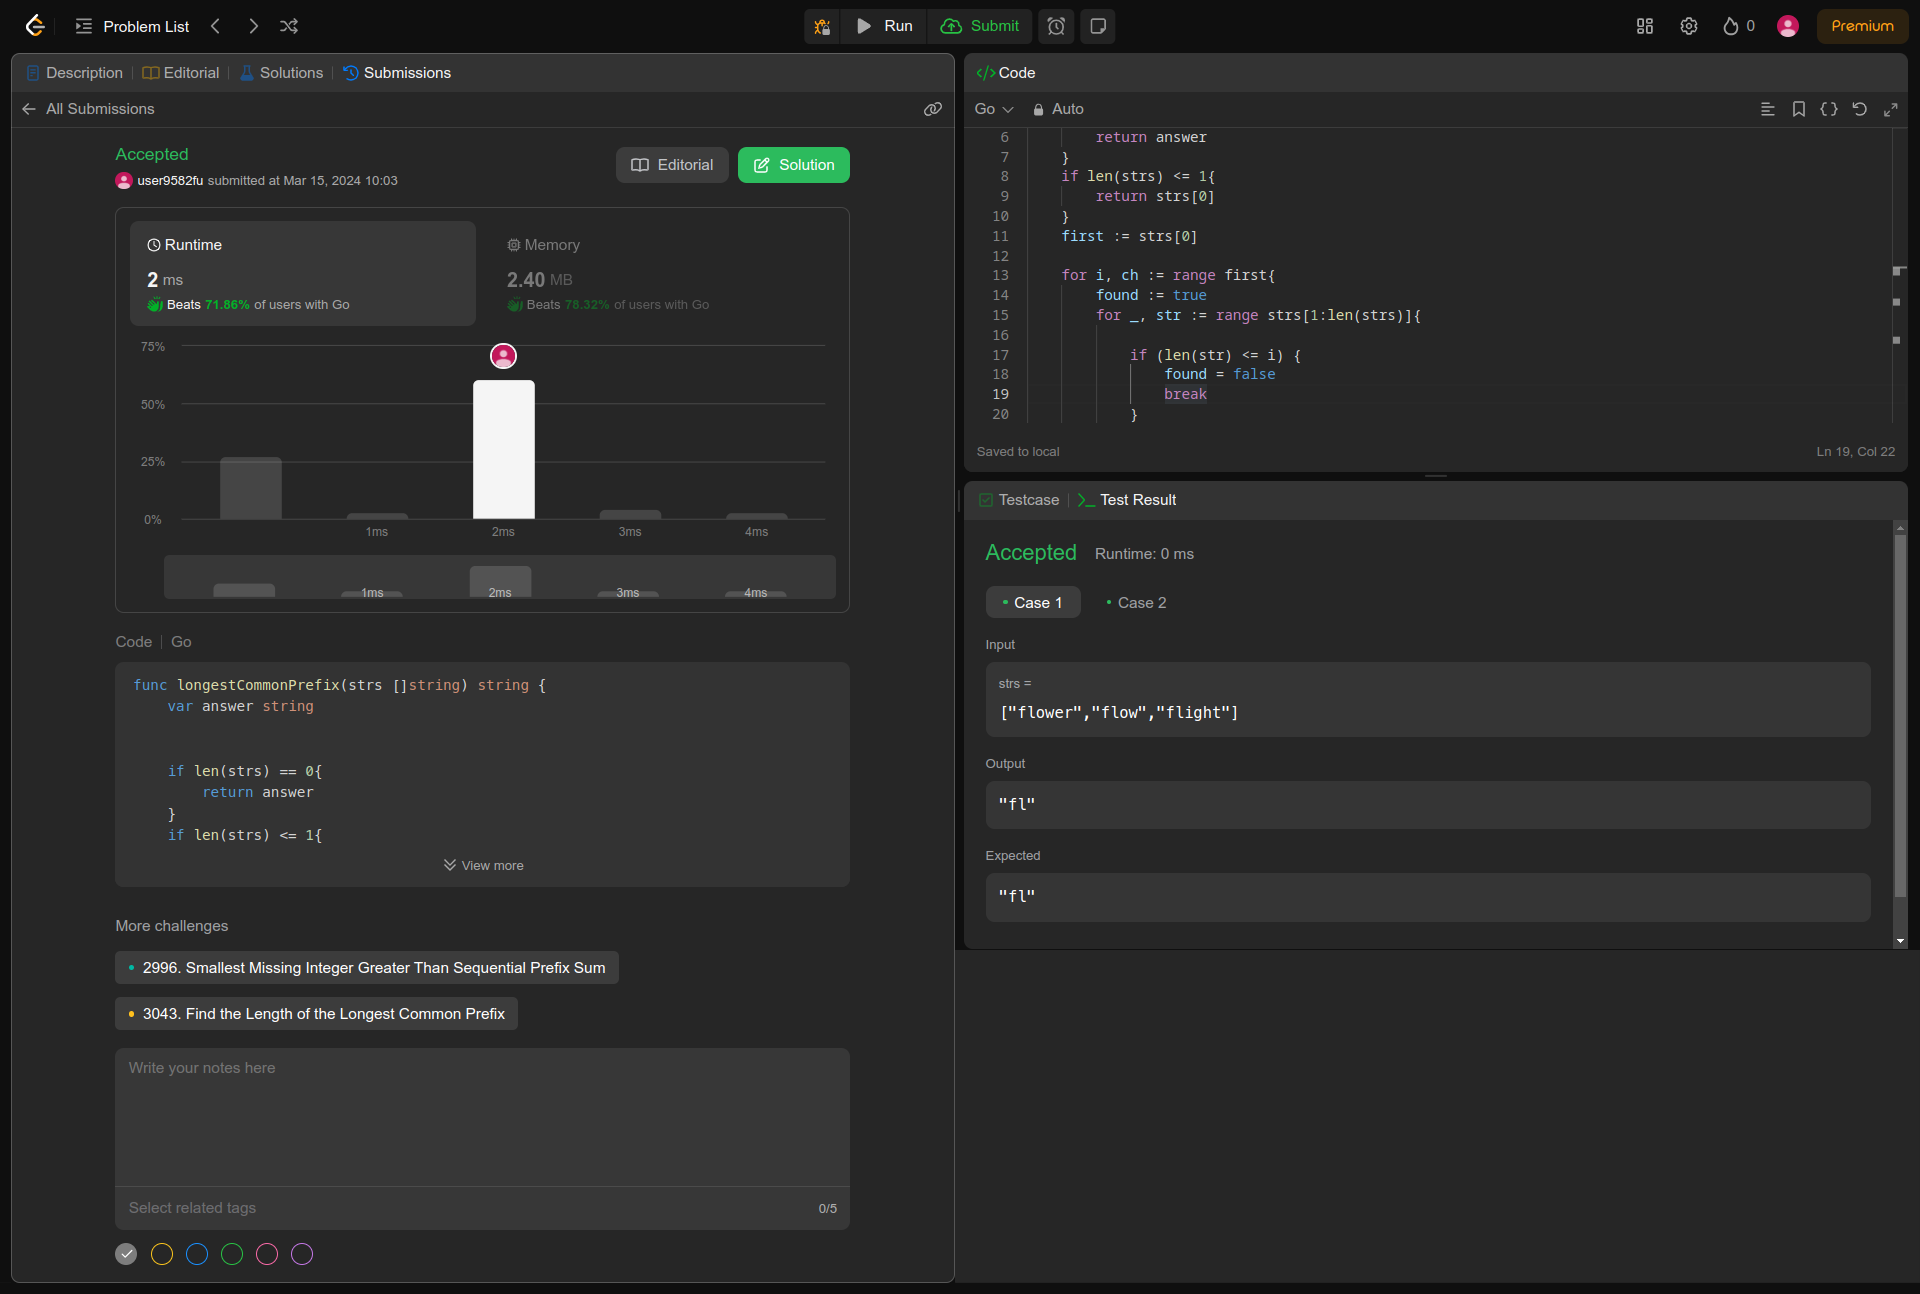 Problem List
Run
Submit
0
Premium
Description
Editorial
Solutions
Submissions
All Submissions
Accepted
user9582fu submitted at Mar 15, 2024 10:03
Editorial
Solution
Runtime
2 ms
Beats 71.86% of users with Go
Memory
2.40 MB
Beats 78.32% of users with Go
75%
50%
25%
0%
1ms
2ms
3ms
4ms
1ms
2ms
3ms
4ms
Code
Go
func longestCommonPrefix(strs []string) string {
    var answer string
    if len(strs) == 0{
        return answer
    }
    if len(strs) <= 1{
View more
More challenges
2996. Smallest Missing Integer Greater Than Sequential Prefix Sum
3043. Find the Length of the Longest Common Prefix
Write your notes here
Select related tags
0/5
</> Code
Go
Auto
6         return answer
7     }
8     if len(strs) <= 1{
9         return strs[0]
10     }
11     first := strs[0]
12
13     for i, ch := range first{
14         found := true
15         for _, str := range strs[1:len(strs)]{
16
17             if (len(str) <= i) {
18                 found = false
19                 break
20             }
Saved to local
Ln 19, Col 22
Testcase
Test Result
Accepted
Runtime: 0 ms
Case 1
Case 2
Input
strs =
["flower","flow","flight"]
Output
"fl"
Expected
"fl"